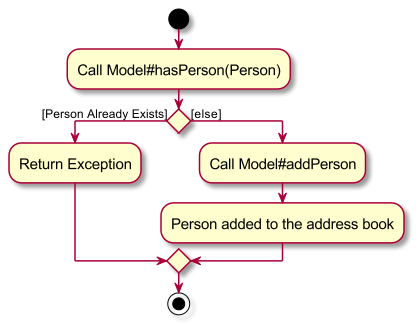 Call Model#hasPerson(Person)
[Person Already Exists]
[else]
Return Exception
Call Model#addPerson
Person added to the address book